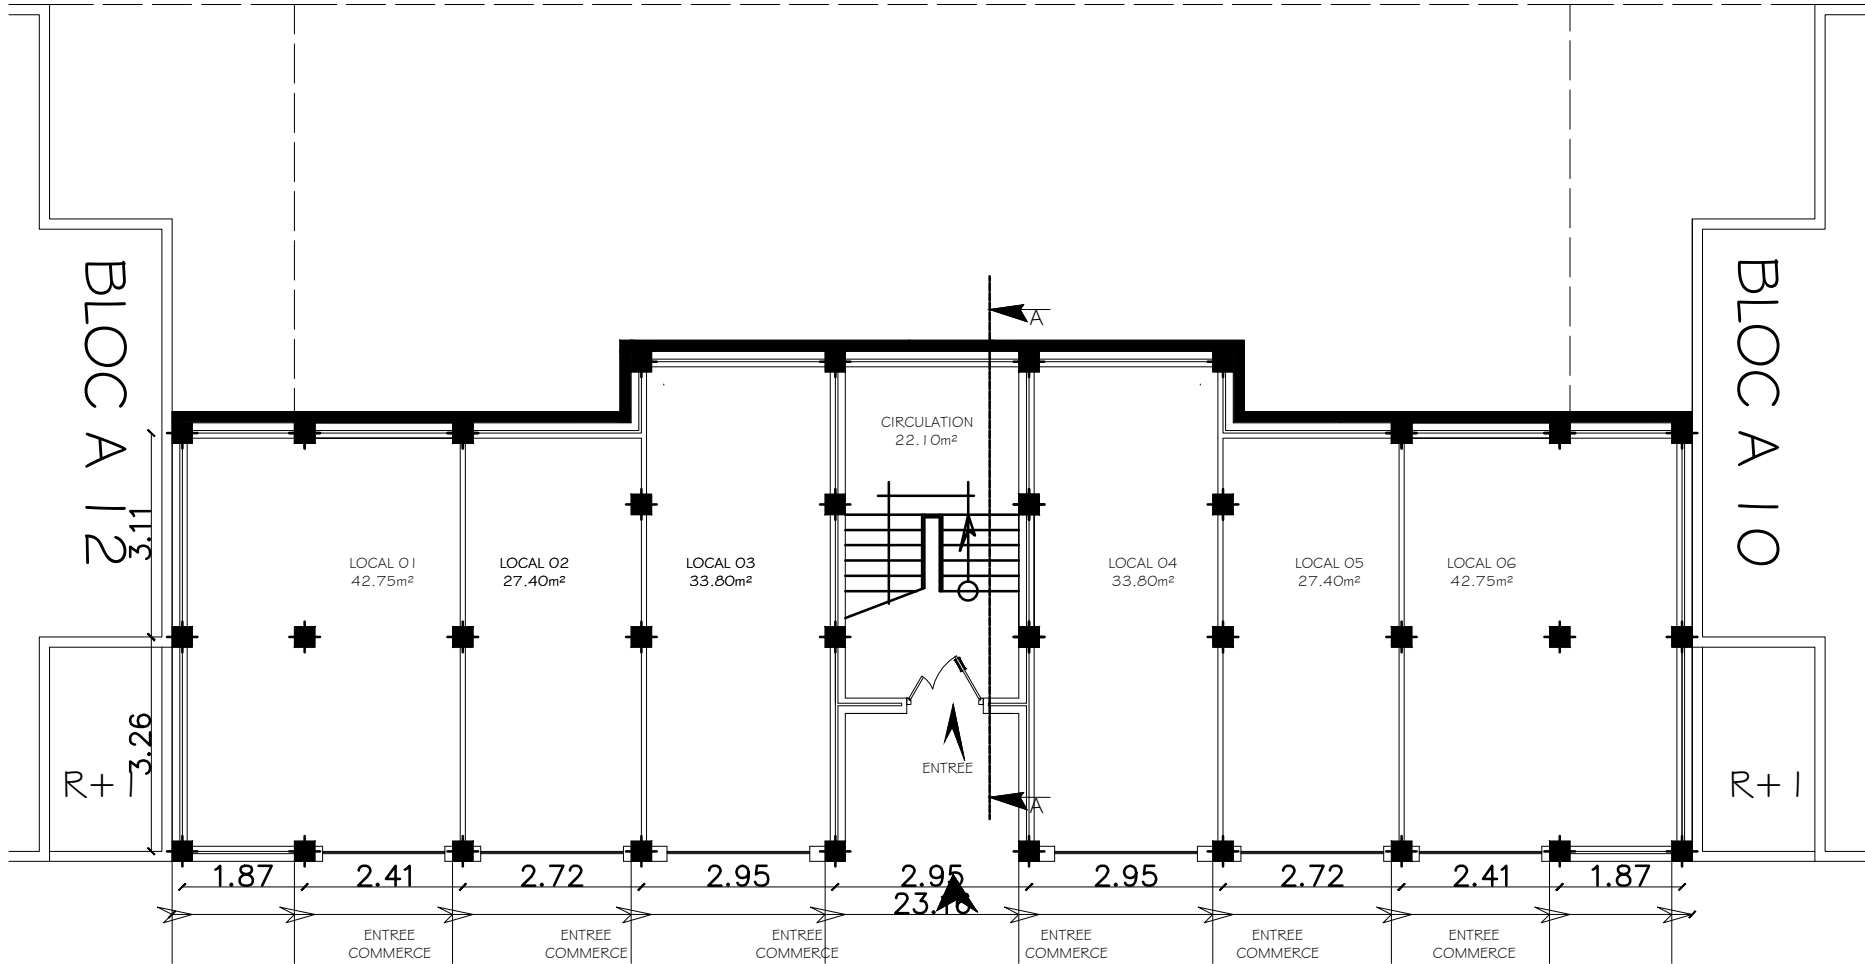 BLOC A 12
BLOC A 10
A
CIRCULATION
22.10m²
3.11
LOCAL 01
42.75m²
LOCAL 02
27.40m²
LOCAL 03
33.80m²
LOCAL 04
33.80m²
LOCAL 05
27.40m²
LOCAL 06
42.75m²
3.26
R+1
ENTREE
R+1
A
1.87
2.41
2.72
2.95
2.95
2.95
2.72
2.41
1.87
ENTREE
COMMERCE
ENTREE
COMMERCE
ENTREE
COMMERCE
ENTREE
COMMERCE
ENTREE
COMMERCE
ENTREE
COMMERCE